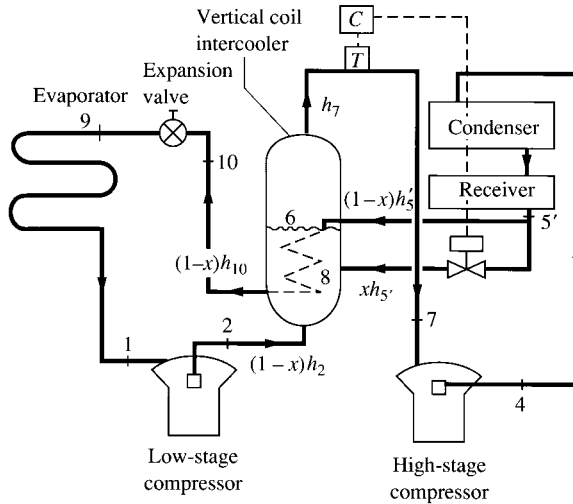 Vertical coil
intercooler
C
T
Expansion
valve
Evaporator
9
h7
Condenser
10
Receiver
6
(1-x)h5'
5'
(1-x)h10
8
xh5'
7
1
2
(1-x)h2
4
Low-stage
compressor
High-stage
compressor